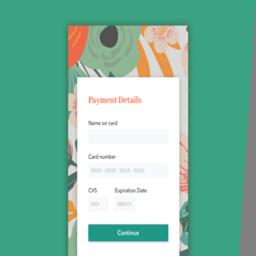 Payment Details
Name on card
Card number
XXXX - XXXX - XXXX - XXXX
CVS Expiration Date
XXX MM/YY
Continue